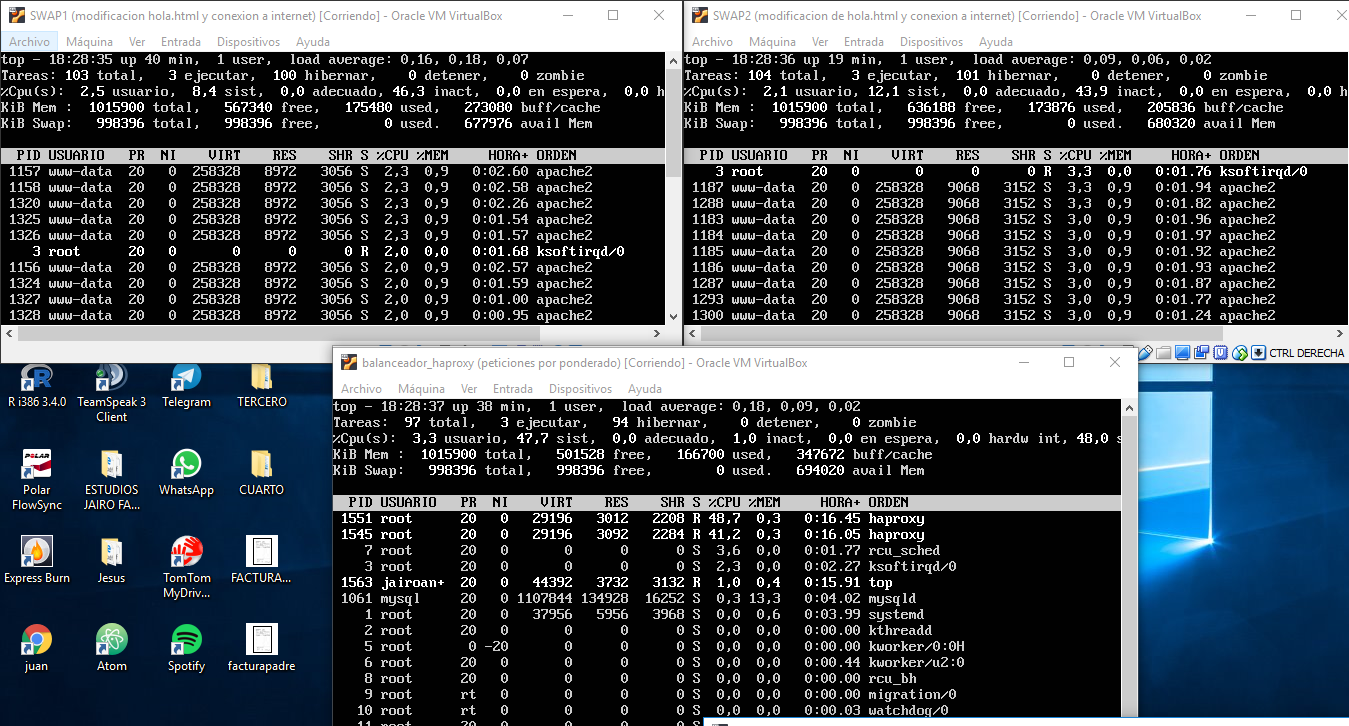 SWAP1 (modificacion hola.html y conexion a internet) [Corriendo] - Oracle VM VirtualBox
Archivo Máquina Ver Entrada Dispositivos Ayuda
top - 18:28:35 up 40 min, 1 user, load average: 0,16, 0,18, 0,07
Tareas: 103 total, 3 ejecutar, 100 hibernar, 0 detener, 0 zombie
%Cpu(s): 2,5 usuario, 8,4 sist, 0,0 adecuado, 46,3 inact, 0,0 en espera, 0,0 h
KiB Mem : 1015900 total, 567340 free, 175480 used, 273080 buff/cache
KiB Swap: 998396 total, 998396 free, 0 used. 677976 avail Mem
PID USUARIO PR NI VIRT RES SHR S %CPU %MEM HORA+ ORDEN
1157 www-data 20 0 258328 8972 3056 S 2,3 0,9 0:02.60 apache2
1158 www-data 20 0 258328 8972 3056 S 2,3 0,9 0:02.58 apache2
1320 www-data 20 0 258328 8972 3056 S 2,3 0,9 0:02.26 apache2
1325 www-data 20 0 258328 8972 3056 S 2,3 0,9 0:01.54 apache2
1326 www-data 20 0 258328 8972 3056 S 2,3 0,9 0:01.57 apache2
3 root 20 0 0 0 0 R 2,0 0,0 0:01.68 ksoftirqd/0
1156 www-data 20 0 258328 8972 3056 S 2,0 0,9 0:02.57 apache2
1324 www-data 20 0 258328 8972 3056 S 2,0 0,9 0:01.59 apache2
1327 www-data 20 0 258328 8972 3056 S 2,0 0,9 0:01.00 apache2
1328 www-data 20 0 258328 8972 3056 S 2,0 0,9 0:00.95 apache2
SWAP2 (modificacion de hola.html y conexion a internet) [Corriendo] - Oracle VM VirtualBox
Archivo Máquina Ver Entrada Dispositivos Ayuda
top - 18:28:36 up 19 min, 1 user, load average: 0,09, 0,06, 0,02
Tareas: 104 total, 3 ejecutar, 101 hibernar, 0 detener, 0 zombie
%Cpu(s): 2,1 usuario, 12,1 sist, 0,0 adecuado, 43,9 inact, 0,0 en espera, 0,0 h
KiB Mem : 1015900 total, 636188 free, 173876 used, 205836 buff/cache
KiB Swap: 998396 total, 998396 free, 0 used. 680320 avail Mem
PID USUARIO PR NI VIRT RES SHR S %CPU %MEM HORA+ ORDEN
3 root 20 0 0 0 0 R 3,3 0,0 0:01.76 ksoftirqd/0
1187 www-data 20 0 258328 9068 3152 S 3,3 0,9 0:01.94 apache2
1288 www-data 20 0 258328 9068 3152 S 3,3 0,9 0:01.82 apache2
1183 www-data 20 0 258328 9068 3152 S 3,0 0,9 0:01.96 apache2
1184 www-data 20 0 258328 9068 3152 S 3,0 0,9 0:01.97 apache2
1185 www-data 20 0 258328 9068 3152 S 3,0 0,9 0:01.92 apache2
1186 www-data 20 0 258328 9068 3152 S 3,0 0,9 0:01.93 apache2
1287 www-data 20 0 258328 9068 3152 S 3,0 0,9 0:01.87 apache2
1293 www-data 20 0 258328 9068 3152 S 3,0 0,9 0:01.77 apache2
1300 www-data 20 0 258328 9068 3152 S 3,0 0,9 0:01.24 apache2
CTRL DERECHA
balanceador_haproxy (peticiones por ponderado) [Corriendo] - Oracle VM VirtualBox
Archivo Máquina Ver Entrada Dispositivos Ayuda
top - 18:28:37 up 38 min, 1 user, load average: 0,18, 0,09, 0,02
Tareas: 97 total, 3 ejecutar, 94 hibernar, 0 detener, 0 zombie
%Cpu(s): 3,3 usuario, 47,7 sist, 0,0 adecuado, 1,0 inact, 0,0 en espera, 0,0 hardw int, 48,0 s
KiB Mem : 1015900 total, 501528 free, 166700 used, 347672 buff/cache
KiB Swap: 998396 total, 998396 free, 0 used. 694020 avail Mem
PID USUARIO PR NI VIRT RES SHR S %CPU %MEM HORA+ ORDEN
1551 root 20 0 29196 3012 2208 R 48,7 0,3 0:16.45 haproxy
1545 root 20 0 29196 3092 2284 R 41,2 0,3 0:16.05 haproxy
7 root 20 0 0 0 0 S 3,6 0,0 0:01.77 rcu_sched
3 root 20 0 0 0 0 S 2,3 0,0 0:02.27 ksoftirqd/0
1563 jairoan+ 20 0 44392 3732 3132 R 1,0 0,4 0:15.91 top
1061 mysql 20 0 1107844 134928 16252 S 0,3 13,3 0:04.02 mysqld
1 root 20 0 37956 5956 3968 S 0,0 0,6 0:03.99 systemd
2 root 20 0 0 0 0 S 0,0 0,0 0:00.00 kthreadd
5 root 0 -20 0 0 0 S 0,0 0,0 0:00.00 kworker/0:0H
6 root 20 0 0 0 0 S 0,0 0,0 0:00.44 kworker/u2:0
8 root 20 0 0 0 0 S 0,0 0,0 0:00.00 rcu_bh
9 root rt 0 0 0 0 S 0,0 0,0 0:00.00 migration/0
10 root rt 0 0 0 0 S 0,0 0,0 0:00.03 watchdog/0
R i386 3.4.0
TeamSpeak 3
Client
Telegram
TERCERO
POLAR
Polar
FlowSync
ESTUDIOS
JAIRO FA...
WhatsApp
CUARTO
Express Burn
Jesus
TomTom
MyDriv...
FACTURA...
juan
Atom
Spotify
facturapadre